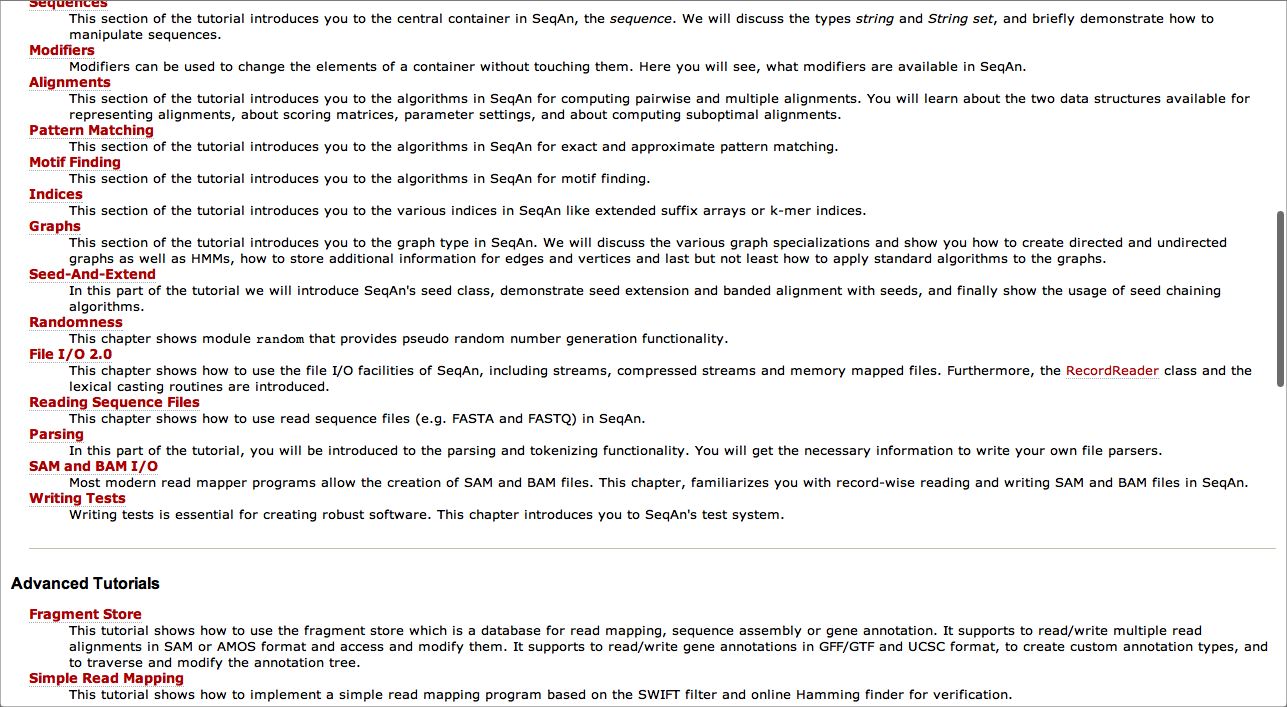 Sequences
This section of the tutorial introduces you to the central container in SeqAn, the sequence. We will discuss the types string and String set, and briefly demonstrate how to
manipulate sequences.
Modifiers
Modifiers can be used to change the elements of a container without touching them. Here you will see, what modifiers are available in SeqAn.
Alignments
This section of the tutorial introduces you to the algorithms in SeqAn for computing pairwise and multiple alignments. You will learn about the two data structures available for
representing alignments, about scoring matrices, parameter settings, and about computing suboptimal alignments.
Pattern Matching
This section of the tutorial introduces you to the algorithms in SeqAn for exact and approximate pattern matching.
Motif Finding
This section of the tutorial introduces you to the algorithms in SeqAn for motif finding.
Indices
This section of the tutorial introduces you to the various indices in SeqAn like extended suffix arrays or k-mer indices.
Graphs
This section of the tutorial introduces you to the graph type in SeqAn. We will discuss the various graph specializations and show you how to create directed and undirected
graphs as well as HMMs, how to store additional information for edges and vertices and last but not least how to apply standard algorithms to the graphs.
Seed-And-Extend
In this part of the tutorial we will introduce SeqAn's seed class, demonstrate seed extension and banded alignment with seeds, and finally show the usage of seed chaining
algorithms.
Randomness
This chapter shows module random that provides pseudo random number generation functionality.
File I/O 2.0
This chapter shows how to use the file I/O facilities of SeqAn, including streams, compressed streams and memory mapped files. Furthermore, the RecordReader class and the
lexical casting routines are introduced.
Reading Sequence Files
This chapter shows how to use read sequence files (e.g. FASTA and FASTQ) in SeqAn.
Parsing
In this part of the tutorial, you will be introduced to the parsing and tokenizing functionality. You will get the necessary information to write your own file parsers.
SAM and BAM I/O
Most modern read mapper programs allow the creation of SAM and BAM files. This chapter, familiarizes you with record-wise reading and writing SAM and BAM files in SeqAn.
Writing Tests
Writing tests is essential for creating robust software. This chapter introduces you to SeqAn's test system.
Advanced Tutorials
Fragment Store
This tutorial shows how to use the fragment store which is a database for read mapping, sequence assembly or gene annotation. It supports to read/write multiple read
alignments in SAM or AMOS format and access and modify them. It supports to read/write gene annotations in GFF/GTF and UCSC format, to create custom annotation types, and
to traverse and modify the annotation tree.
Simple Read Mapping
This tutorial shows how to implement a simple read mapping program based on the SWIFT filter and online Hamming finder for verification.